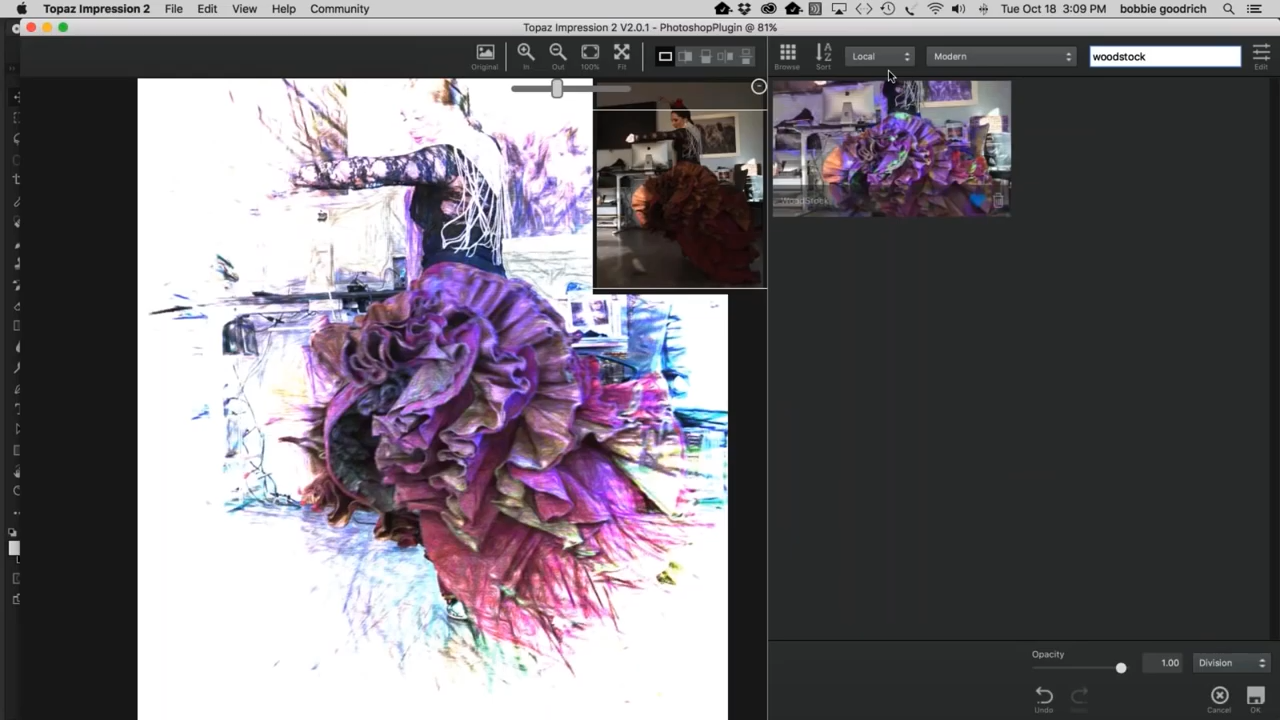 Topaz Impression 2 File Edit View Help Community Tue Oct 18 3:09 PM bobbie goodrich
Topaz Impression 2 V2.0.1 - PhotoshopPlugin @ 81%
Original In Out 100% Fit Browse Sort A Z Local Modern woodstock Edit
WoodStock
Opacity
1.00 Division
Undo Cancel OK